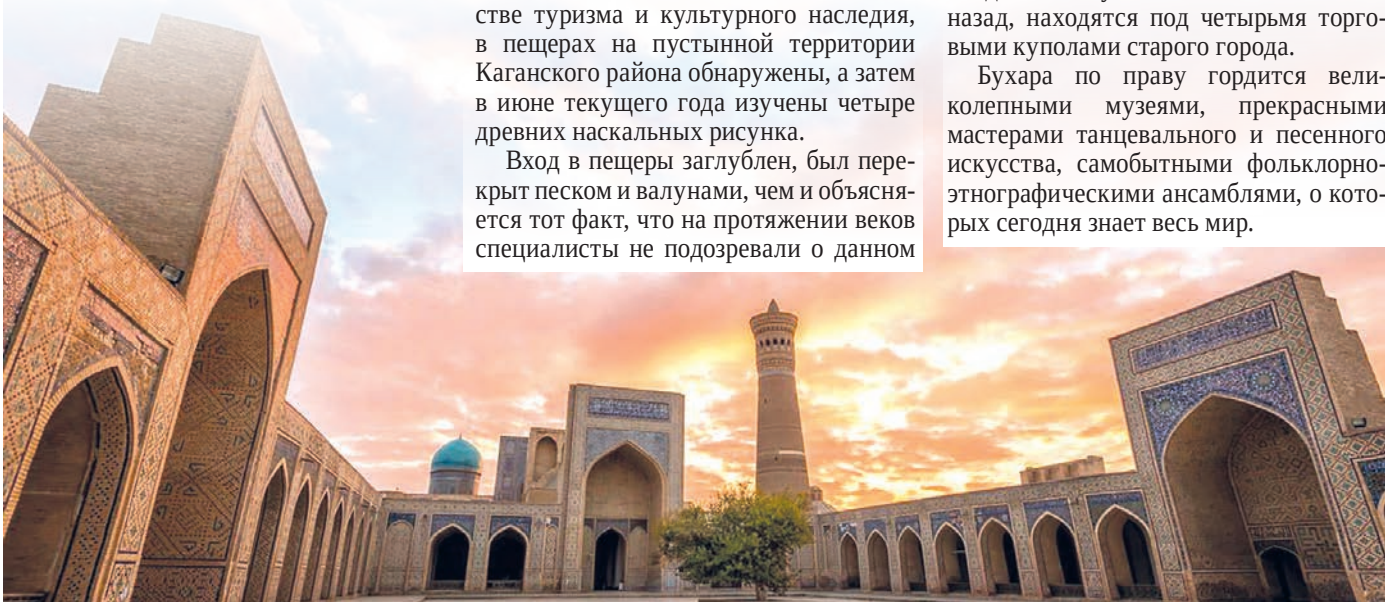 стве туризма и культурного наследия,
в пещерах на пустынной территории
Каганского района обнаружены, а затем
в июне текущего года изучены четыре
древних наскальных рисунка.
Вход в пещеры заглублен, был пере-
крыт песком и валунами, чем и объясня-
ется тот факт, что на протяжении веков
специалисты не подозревали о данном
назад, находятся под четырьмя торго-
выми куполами старого города.
Бухара по праву гордится вели-
колепными музеями, прекрасными
мастерами танцевального и песенного
искусства, самобытными фольклорно-
этнографическими ансамблями, о кото-
рых сегодня знает весь мир.